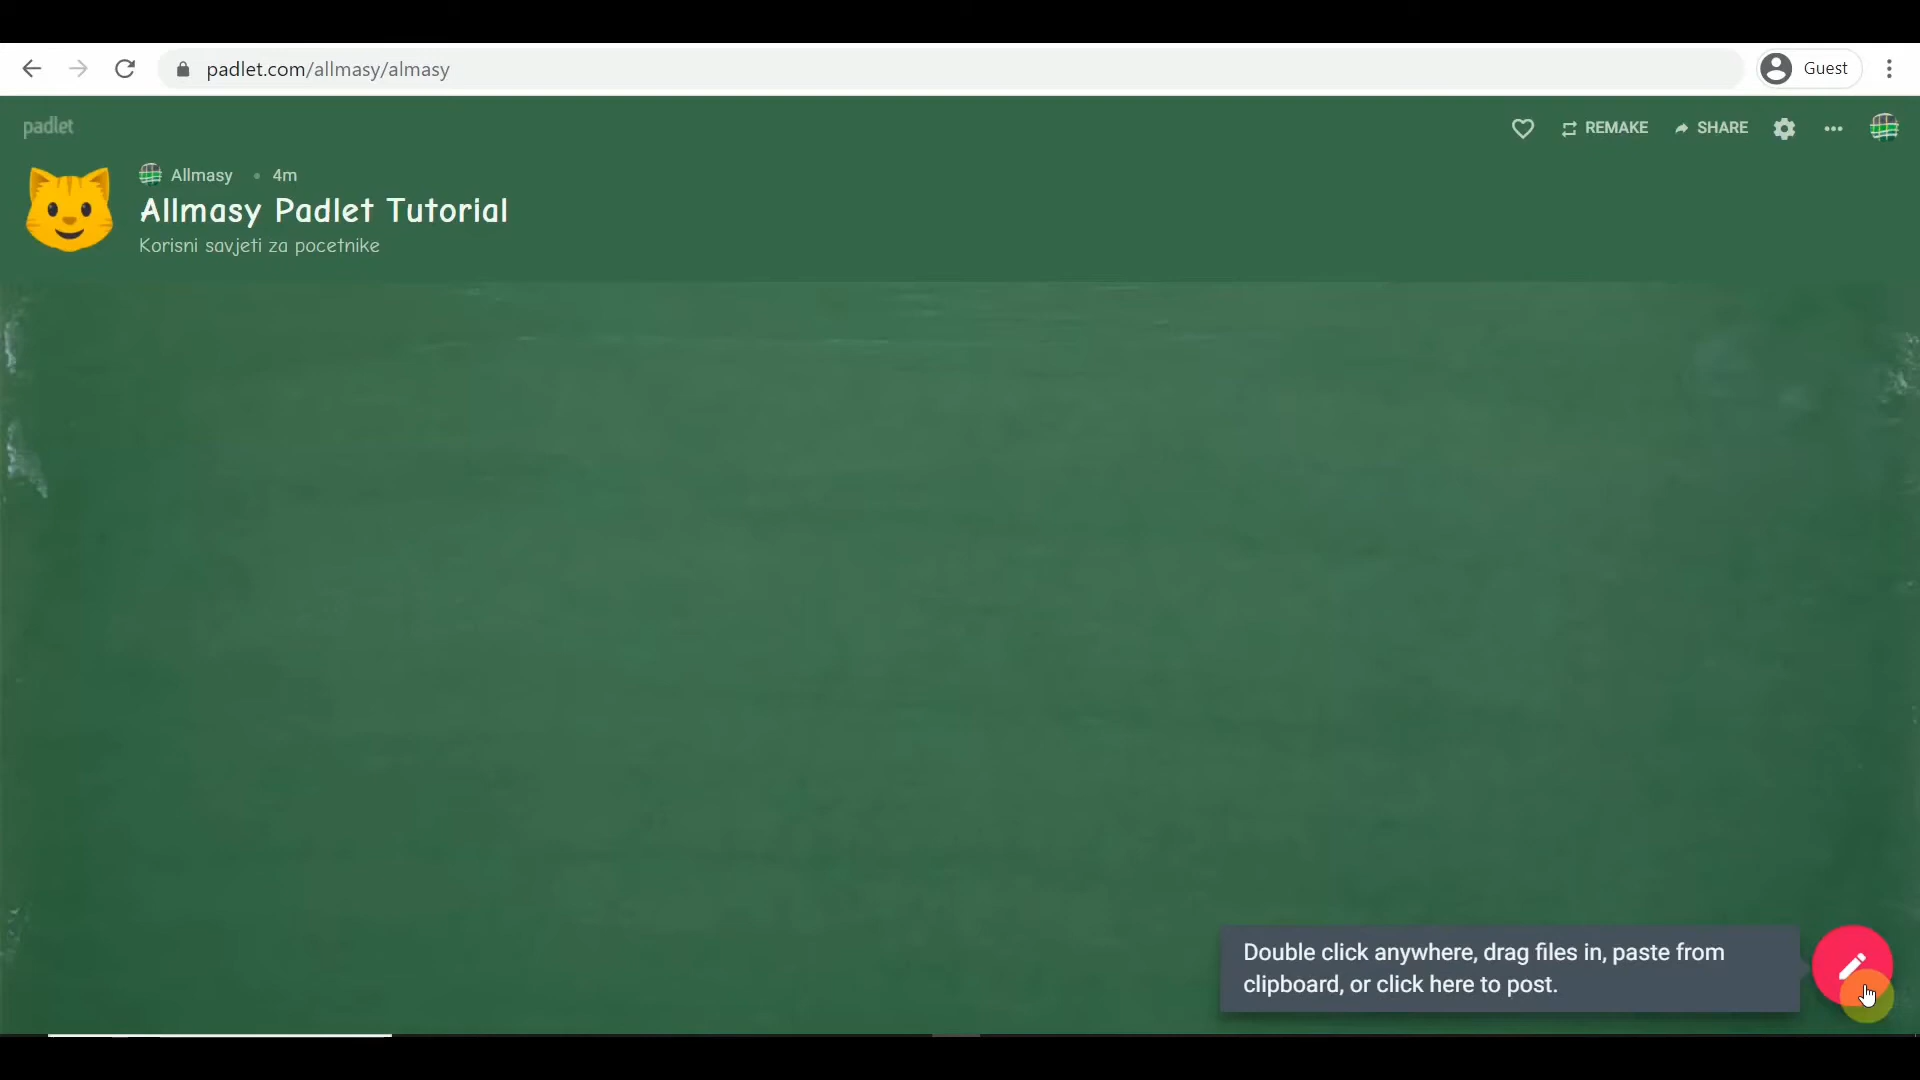 padlet.com/allmasy/almasy
Guest
padlet
REMAKE
SHARE
Allmasy • 4m
Allmasy Padlet Tutorial
Korisni savjeti za pocetnike
Double click anywhere, drag files in, paste from
clipboard, or click here to post.